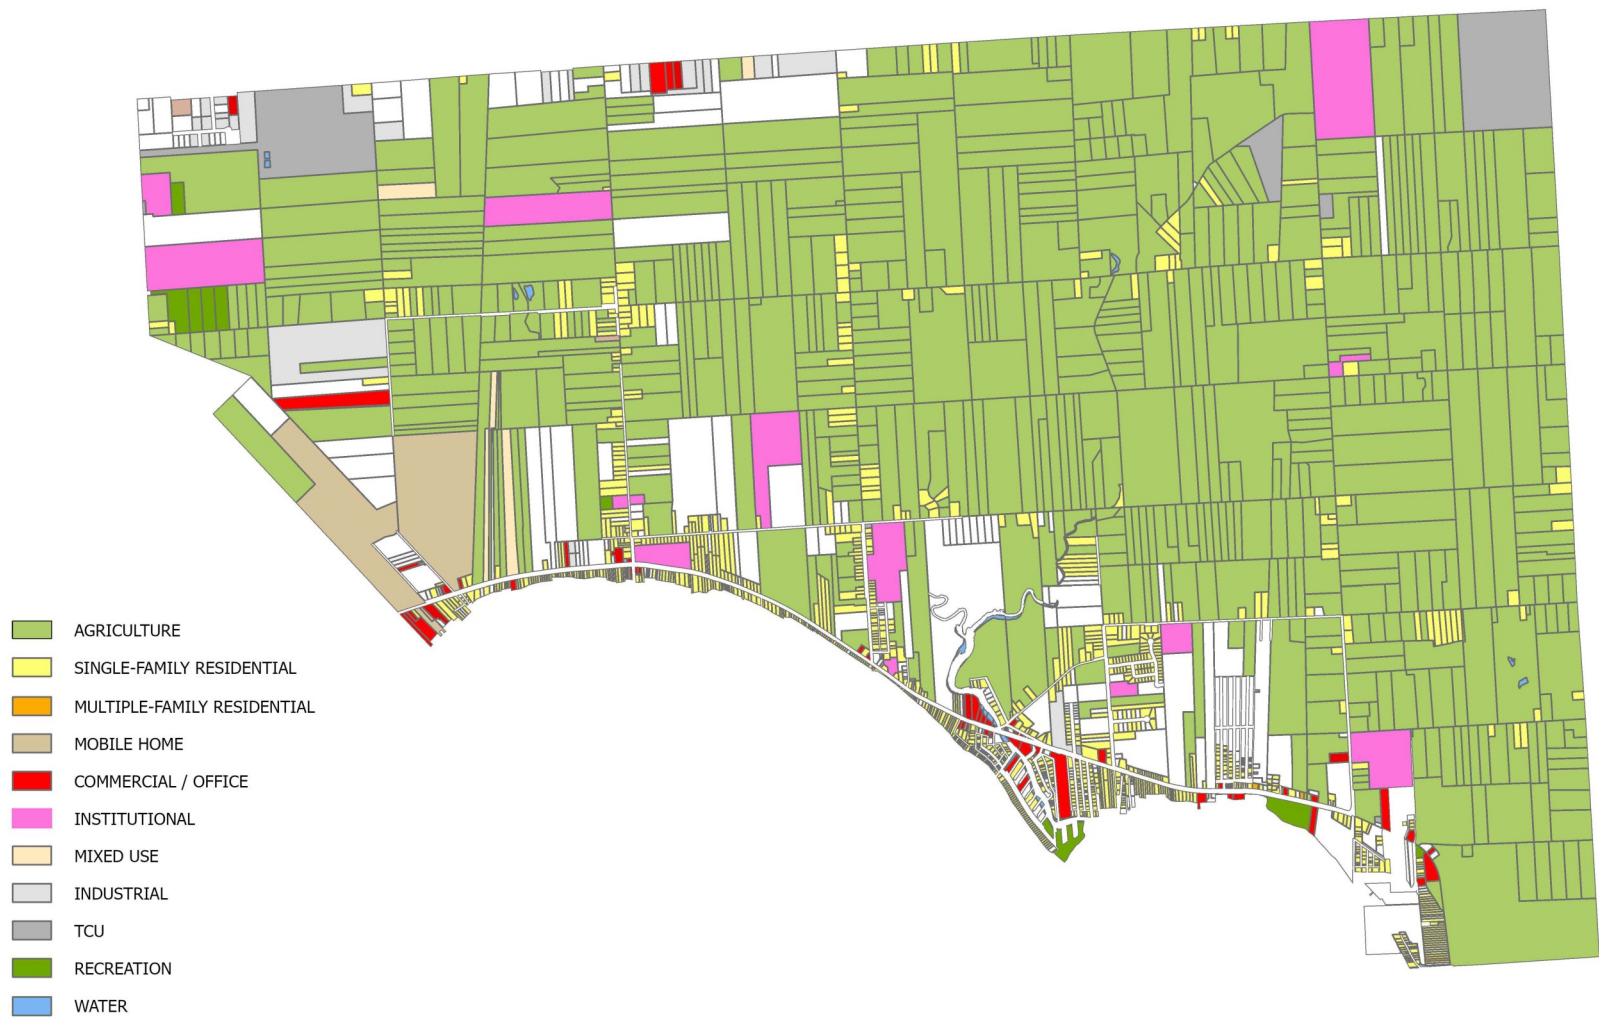 AGRICULTURE
SINGLE-FAMILY RESIDENTIAL
MULTIPLE-FAMILY RESIDENTIAL
MOBILE HOME
COMMERCIAL / OFFICE
INSTITUTIONAL
MIXED USE
INDUSTRIAL
TCU
RECREATION
WATER